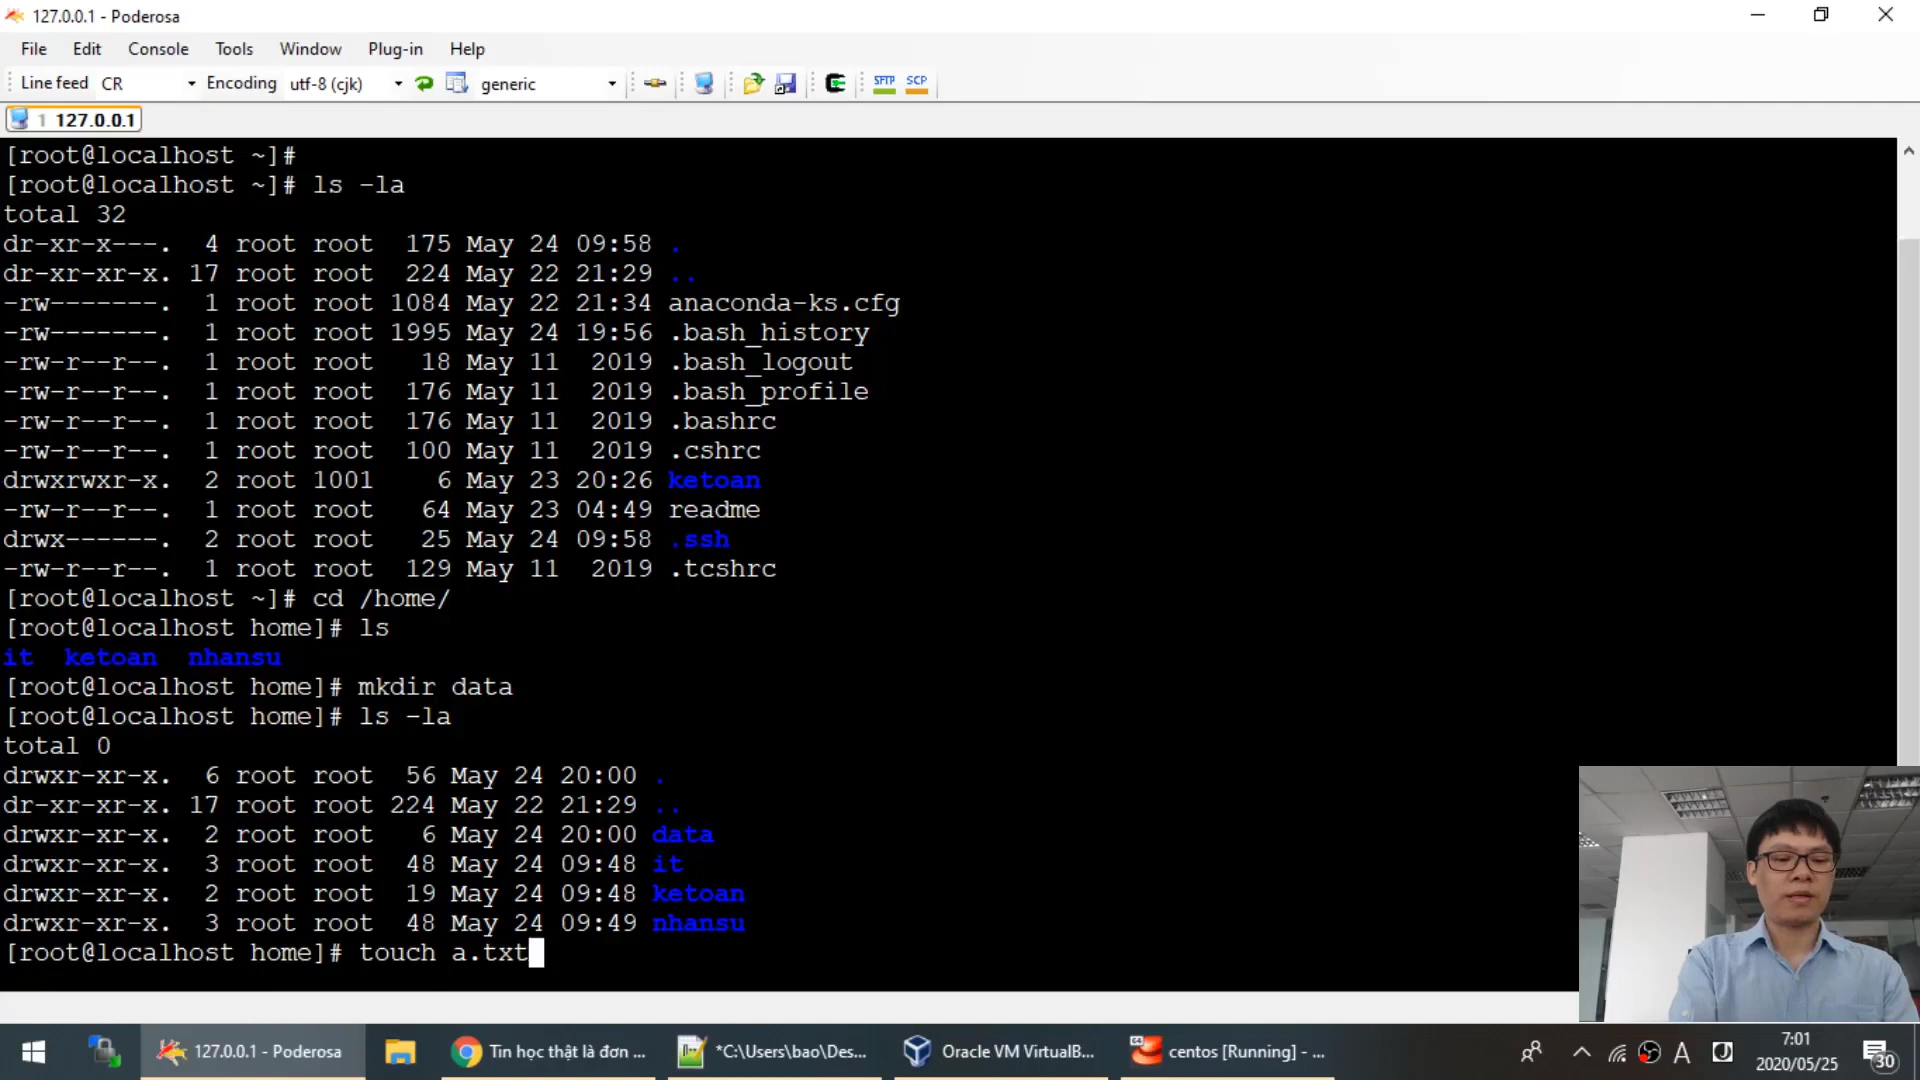 127.0.0.1 - Poderosa
File Edit Console Tools Window Plug-in Help
Line feed CR Encoding utf-8 (cjk) generic SFTP SCP
1 127.0.0.1
[root@localhost ~]#
[root@localhost ~]# ls -la
total 32
dr-xr-x---. 4 root root 175 May 24 09:58 .
dr-xr-xr-x. 17 root root 224 May 22 21:29 ..
-rw-------. 1 root root 1084 May 22 21:34 anaconda-ks.cfg
-rw-------. 1 root root 1995 May 24 19:56 .bash_history
-rw-r--r--. 1 root root 18 May 11 2019 .bash_logout
-rw-r--r--. 1 root root 176 May 11 2019 .bash_profile
-rw-r--r--. 1 root root 176 May 11 2019 .bashrc
-rw-r--r--. 1 root root 100 May 11 2019 .cshrc
drwxrwxr-x. 2 root 1001 6 May 23 20:26 ketoan
-rw-r--r--. 1 root root 64 May 23 04:49 readme
drwx------. 2 root root 25 May 24 09:58 .ssh
-rw-r--r--. 1 root root 129 May 11 2019 .tcshrc
[root@localhost ~]# cd /home/
[root@localhost home]# ls
it ketoan nhansu
[root@localhost home]# mkdir data
[root@localhost home]# ls -la
total 0
drwxr-xr-x. 6 root root 56 May 24 20:00 .
dr-xr-xr-x. 17 root root 224 May 22 21:29 ..
drwxr-xr-x. 2 root root 6 May 24 20:00 data
drwxr-xr-x. 3 root root 48 May 24 09:48 it
drwxr-xr-x. 2 root root 19 May 24 09:48 ketoan
drwxr-xr-x. 3 root root 48 May 24 09:49 nhansu
[root@localhost home]# touch a.txt
127.0.0.1 - Poderosa Tin học thật là đơn ... *C:\Users\bao\Des... Oracle VM VirtualB... centos [Running] - ... A J 7:01 30
2020/05/25